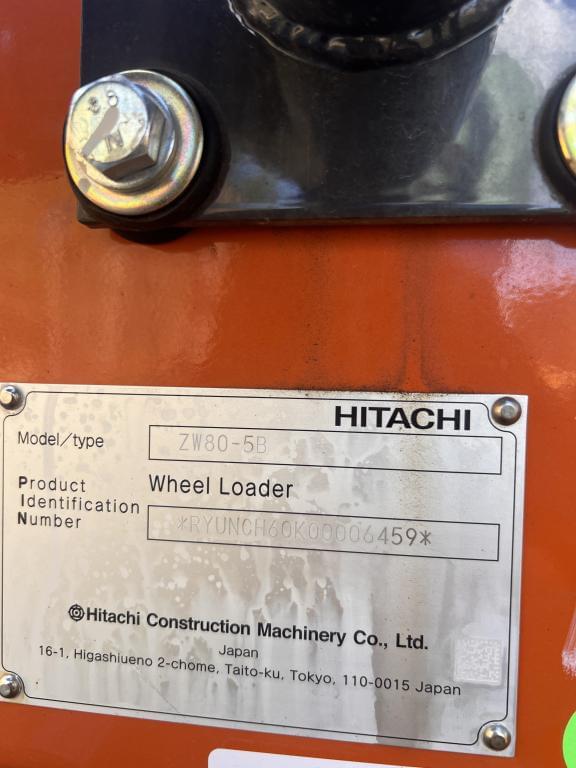 HITACHI
Model/type ZW80-5B
Product Identification Number
Wheel Loader
*RYUNCH60K00006459*
Hitachi Construction Machinery Co., Ltd.
Japan
16-1, Higashiueno 2-chome, Taito-ku, Tokyo, 110-0015 Japan